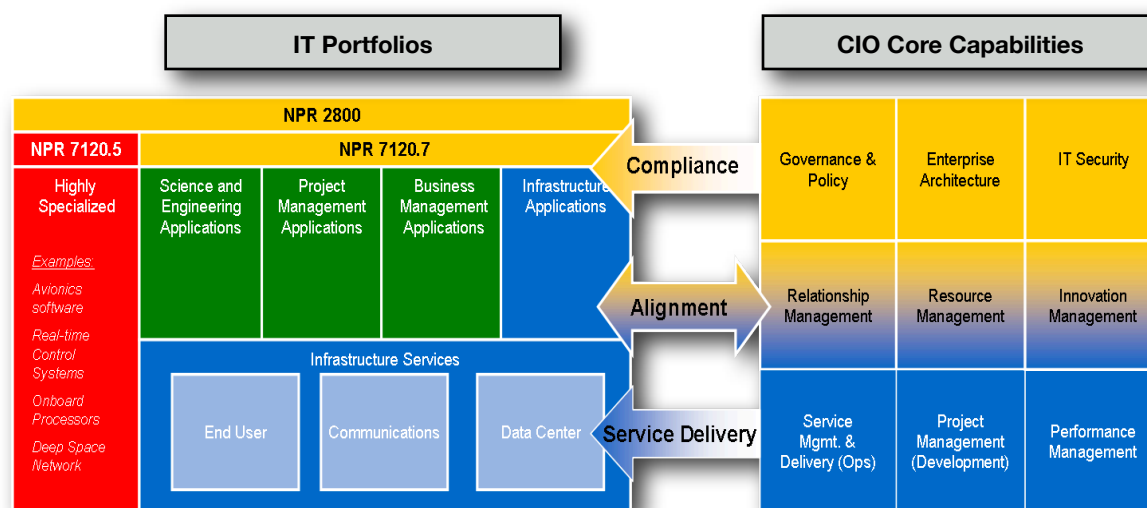 IT Portfolios
CIO Core Capabilities
NPR 2800
NPR 7120.5
NPR 7120.7
Highly
Specialized
Examples:
Avionics
software
Real-time
Control
Systems
Onboard
Processors
Deep Space
Network
Science and
Engineering
Applications
Project
Management
Applications
Business
Management
Applications
Infrastructure
Applications
Infrastructure Services
End User
Communications
Data Center
Compliance
Alignment
Service Delivery
Governance &
Policy
Enterprise
Architecture
IT Security
Relationship
Management
Resource
Management
Innovation
Management
Service
Mgmt. &
Delivery (Ops)
Project
Management
(Development)
Performance
Management